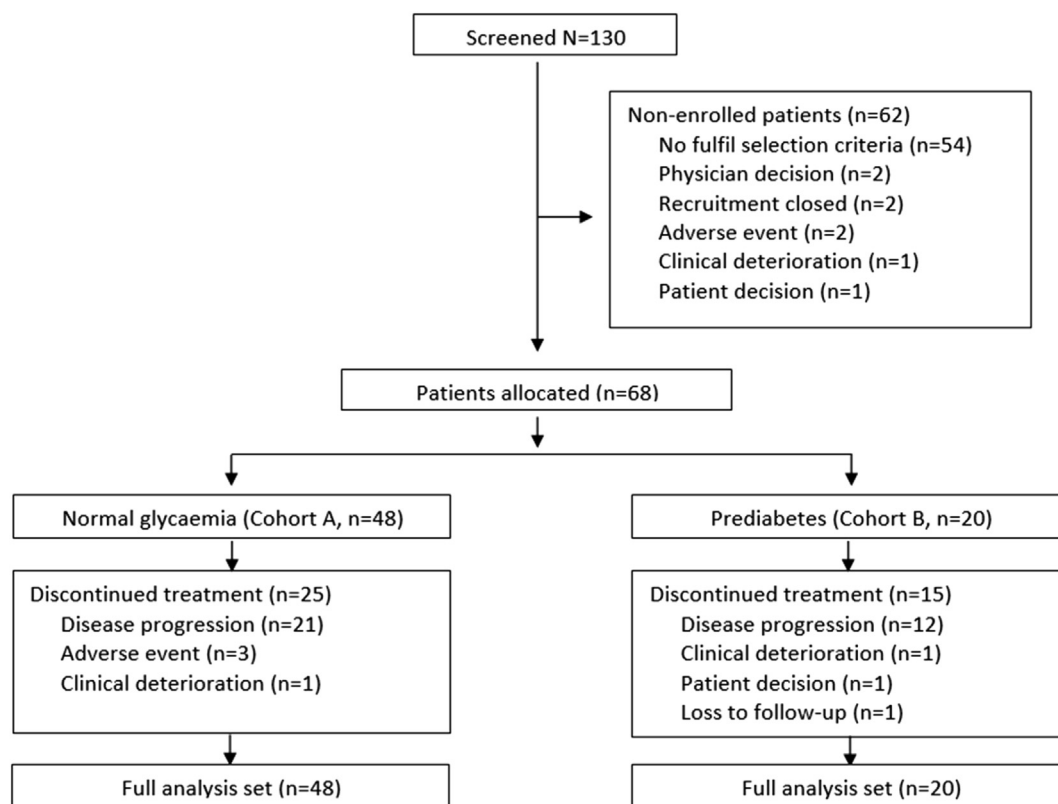 Screened N=130
Non-enrolled patients (n=62)
No fulfil selection criteria (n=54)
Physician decision (n=2)
Recruitment closed (n=2)
Adverse event (n=2)
Clinical deterioration (n=1)
Patient decision (n=1)
Patients allocated (n=68)
Normal glycaemia (Cohort A, n=48)
Discontinued treatment (n=25)
Disease progression (n=21)
Adverse event (n=3)
Clinical deterioration (n=1)
Full analysis set (n=48)
Prediabetes (Cohort B, n=20)
Discontinued treatment (n=15)
Disease progression (n=12)
Clinical deterioration (n=1)
Patient decision (n=1)
Loss to follow-up (n=1)
Full analysis set (n=20)